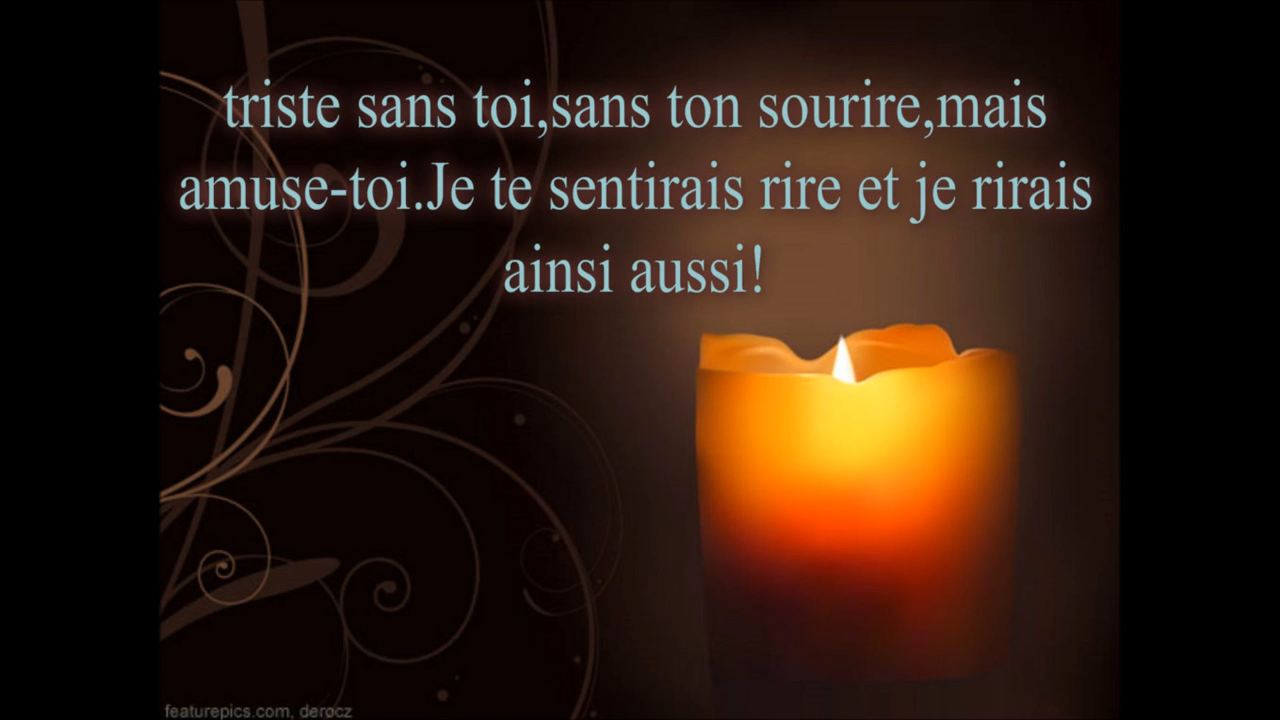 triste sans toi,sans ton sourire,mais
amuse-toi.Je te sentirais rire et je rirais
ainsi aussi!
featurepics.com, derocz